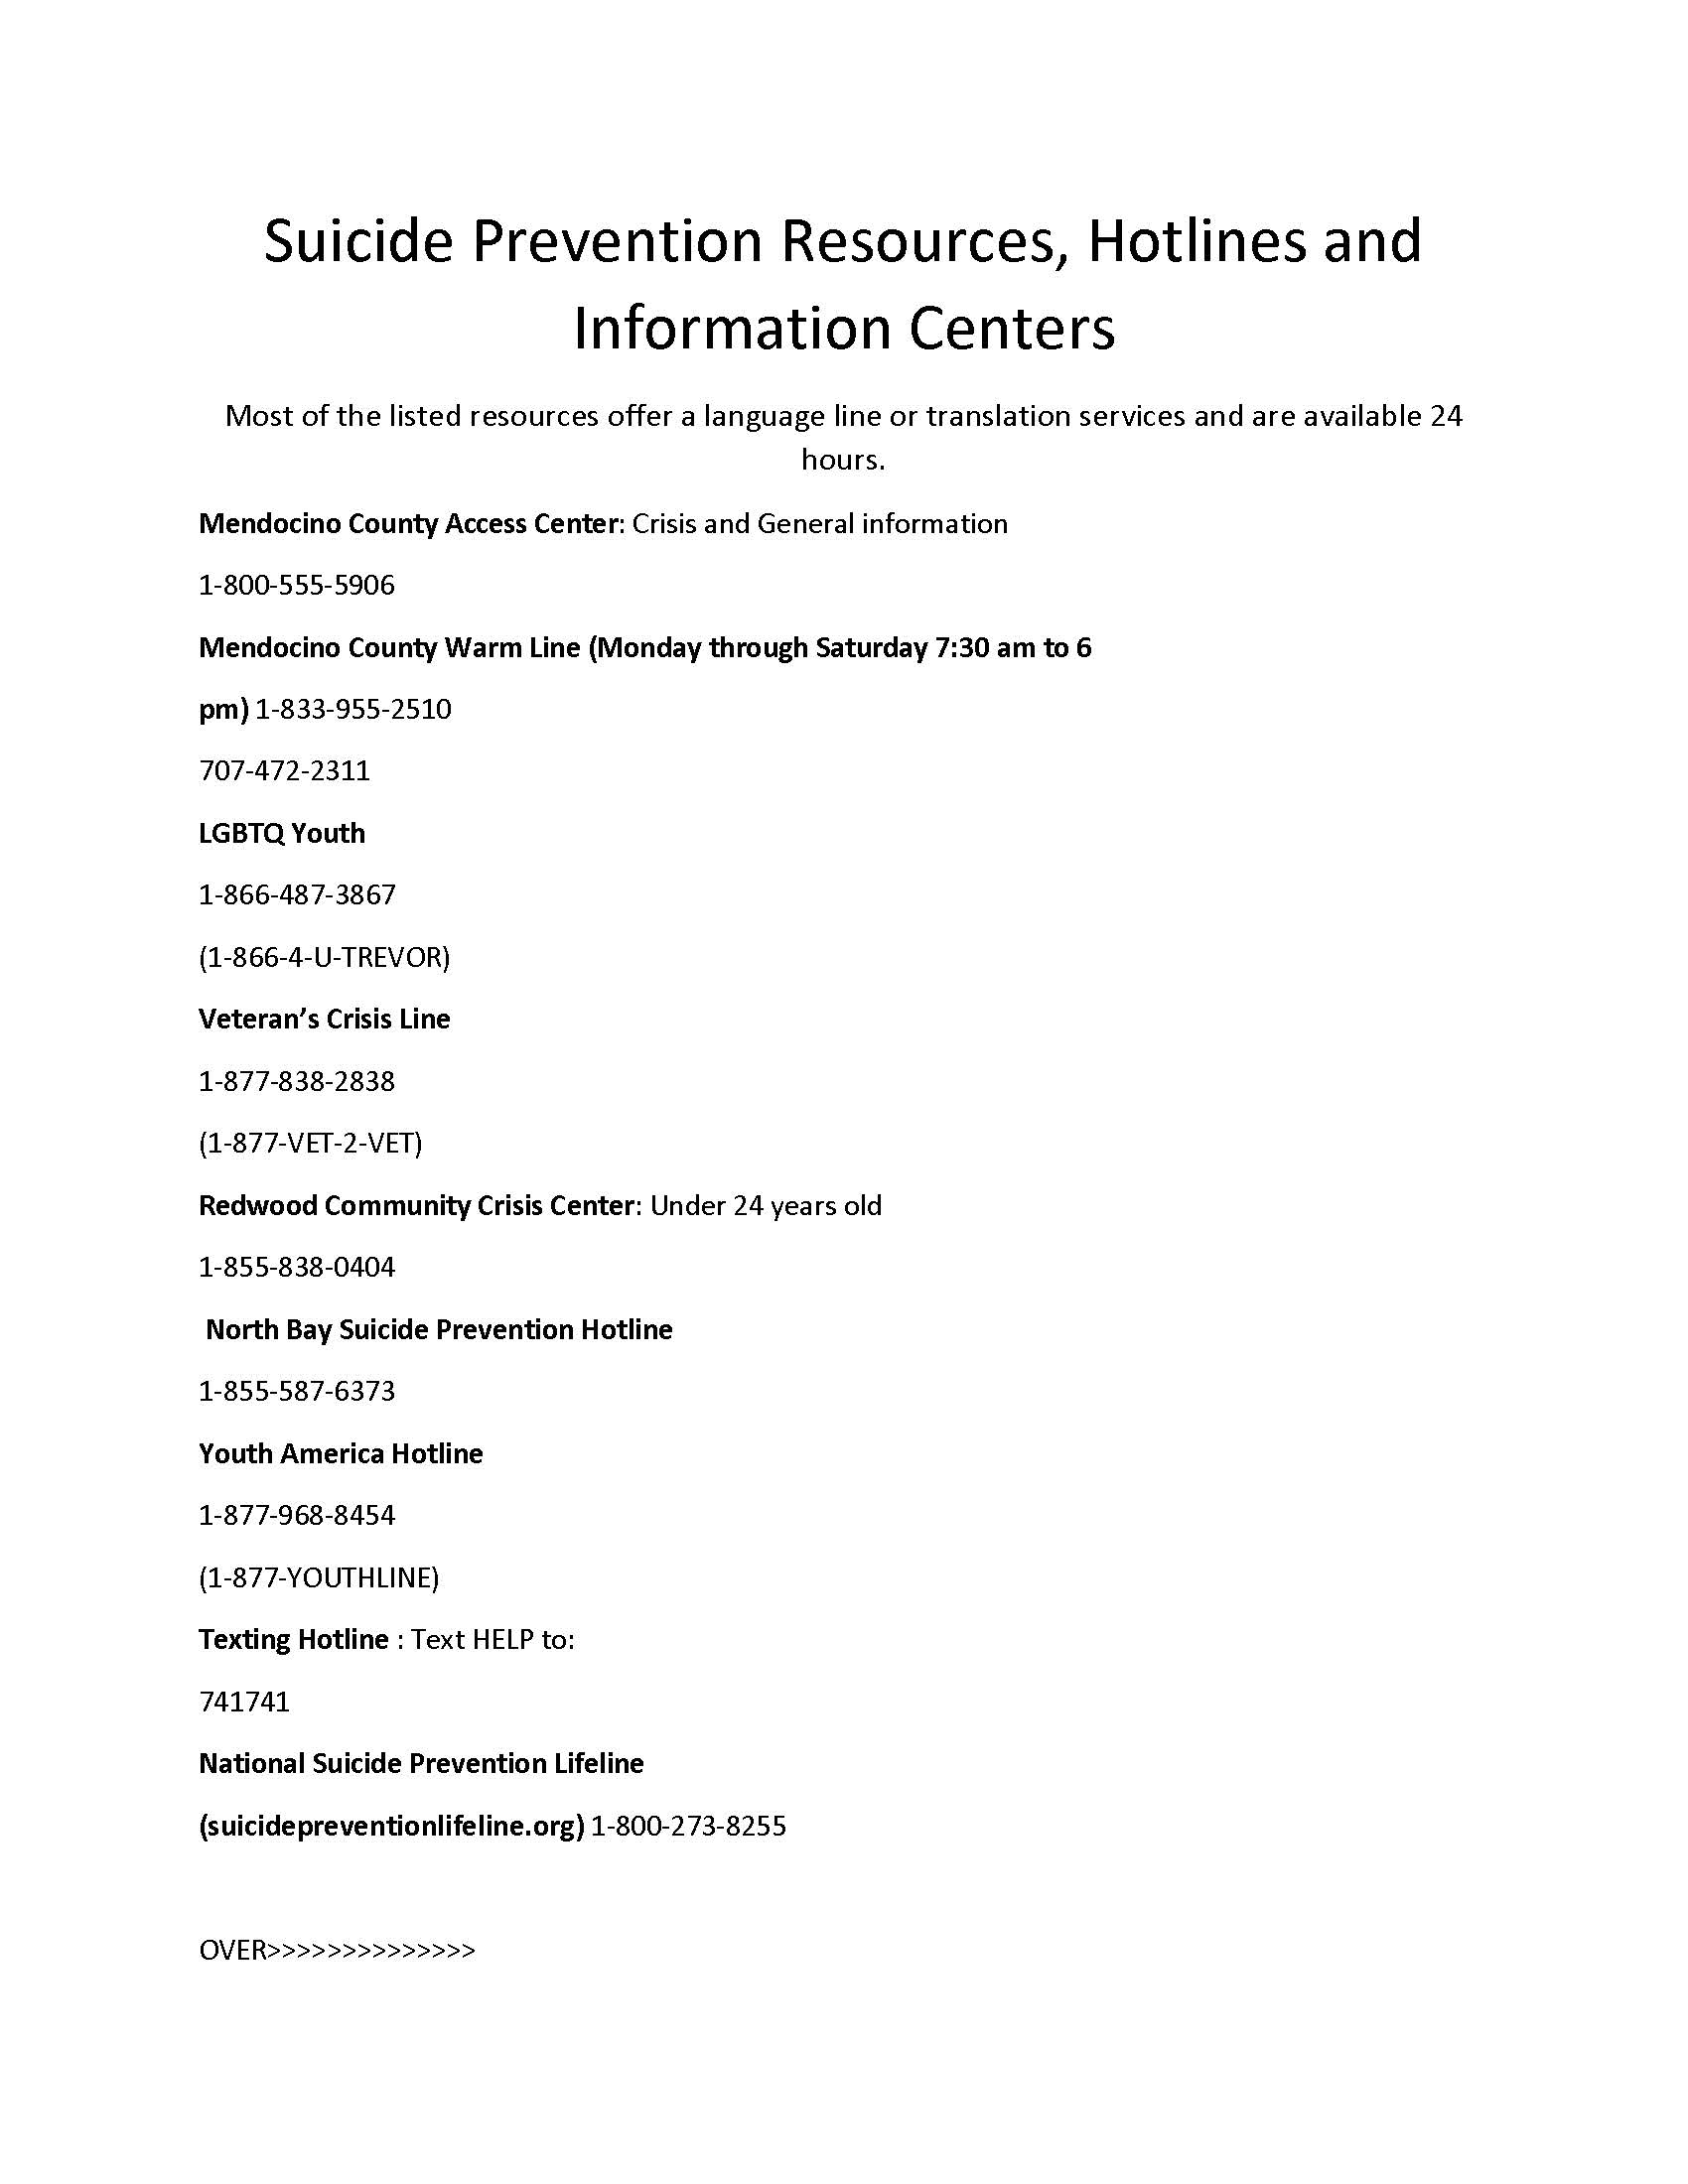 Suicide Prevention Resources, Hotlines and
Information Centers
Most of the listed resources offer a language line or translation services and are available 24
hours.
Mendocino County Access Center: Crisis and General information
1-800-555-5906
Mendocino County Warm Line (Monday through Saturday 7:30 am to 6
pm) 1-833-955-2510
707-472-2311
LGBTQ Youth
1-866-487-3867
(1-866-4-U-TREVOR)
Veteran’s Crisis Line
1-877-838-2838
(1-877-VET-2-VET)
Redwood Community Crisis Center: Under 24 years old
1-855-838-0404
North Bay Suicide Prevention Hotline
1-855-587-6373
Youth America Hotline
1-877-968-8454
(1-877-YOUTHLINE)
Texting Hotline : Text HELP to:
741741
National Suicide Prevention Lifeline
(suicidepreventionlifeline.org) 1-800-273-8255
OVER>>>>>>>>>>>>>>